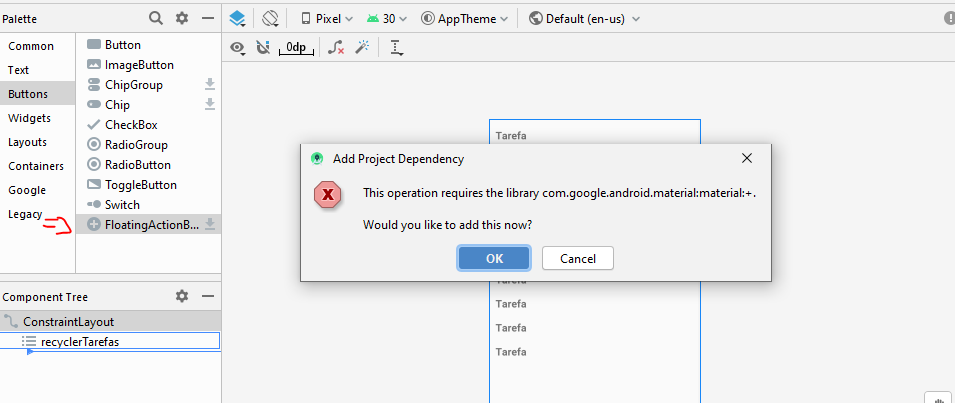 Palette
Pixel
30
AppTheme
Default (en-us)
Common
Text
Buttons
Widgets
Layouts
Containers
Google
Legacy
Button
ImageButton
ChipGroup
Chip
CheckBox
RadioGroup
RadioButton
ToggleButton
Switch
FloatingActionB...
0dp
Tarefa
Add Project Dependency
This operation requires the library com.google.android.material:material:+.
Would you like to add this now?
OK
Cancel
Tarefa
Tarefa
Tarefa
Tarefa
Component Tree
ConstraintLayout
recyclerTarefas